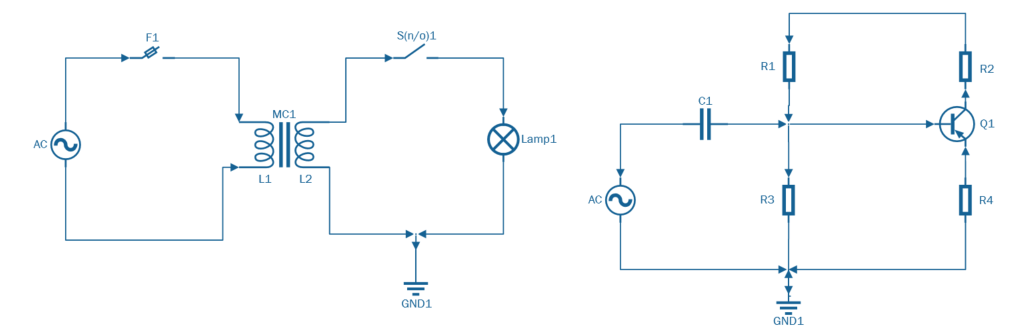 F1
AC
MC1
L1
L2
S(n/o)1
Lamp1
GND1
R1
R2
C1
Q1
AC
R3
R4
GND1